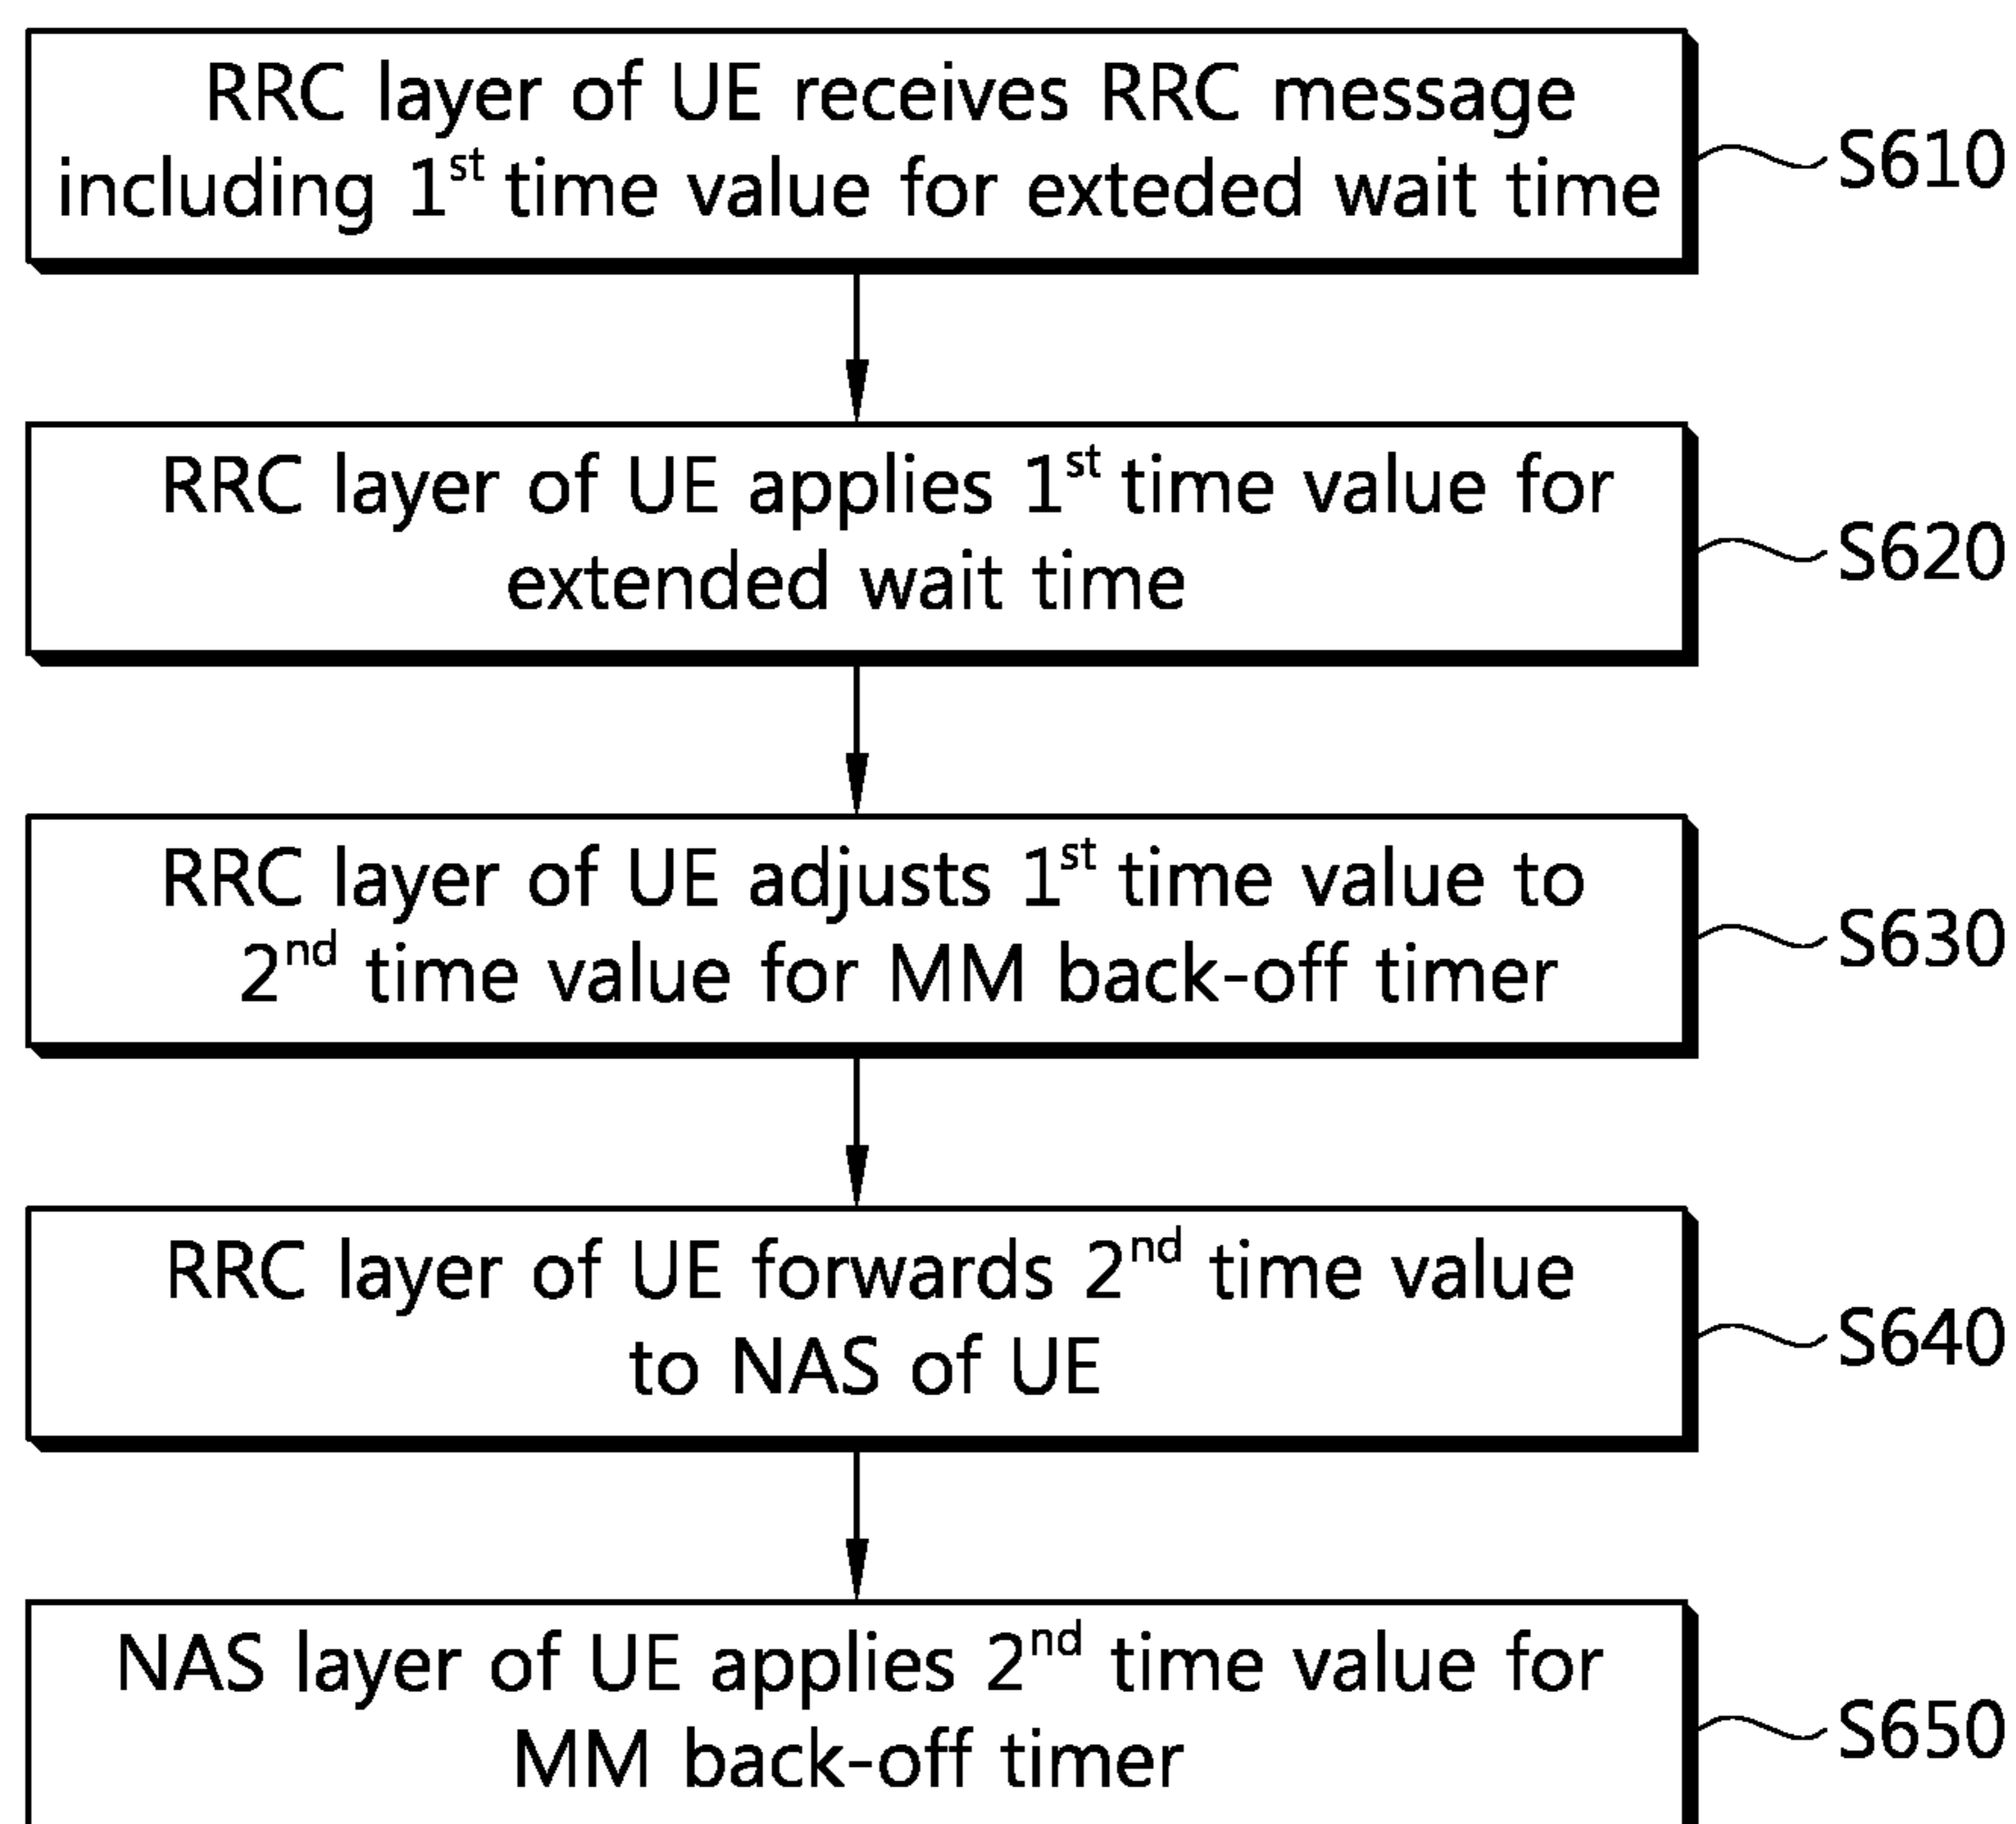 RRC layer of UE receives RRC message
including 1st time value for exteded wait time
S610
RRC layer of UE applies 1st time value for
extended wait time
S620
RRC layer of UE adjusts 1st time value to
2nd time value for MM back-off timer
S630
RRC layer of UE forwards 2nd time value
to NAS of UE
S640
NAS layer of UE applies 2nd time value for
MM back-off timer
S650